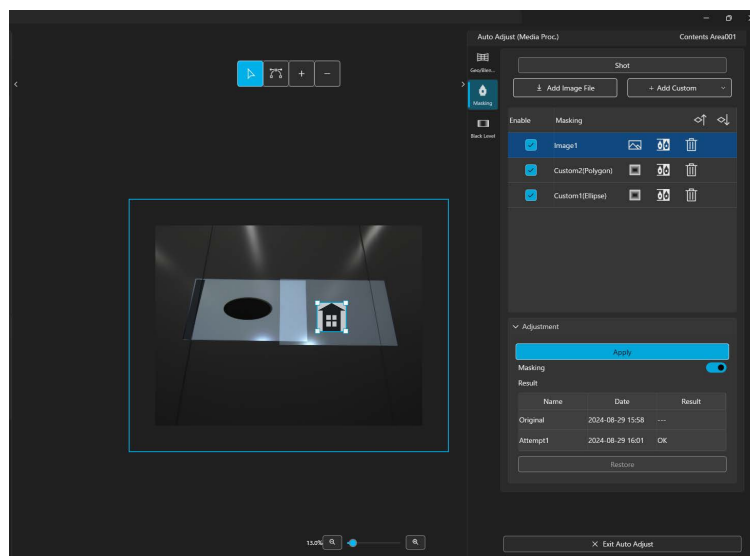 Auto Adjust (Media Proc.) Contents Area001
Geo/Blen...
Masking
Black Level
Shot
Add Image File
+ Add Custom
Enable Masking
Image1
Custom2(Polygon)
Custom1(Ellipse)
Adjustment
Apply
Masking
Result
Name Date Result
Original 2024-08-29 15:58 ---
Attempt1 2024-08-29 16:01 OK
Restore
13.0%
Exit Auto Adjust